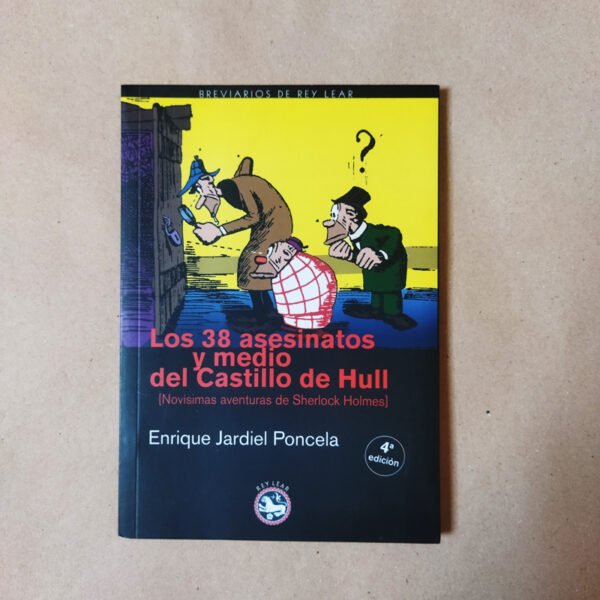 BREVIARIOS DE REY LEAR
?
Los 38 asesinatos
y medio
del Castillo de Hull
[Novísimas aventuras de Sherlock Holmes]
Enrique Jardiel Poncela
4ª
edición
REY LEAR